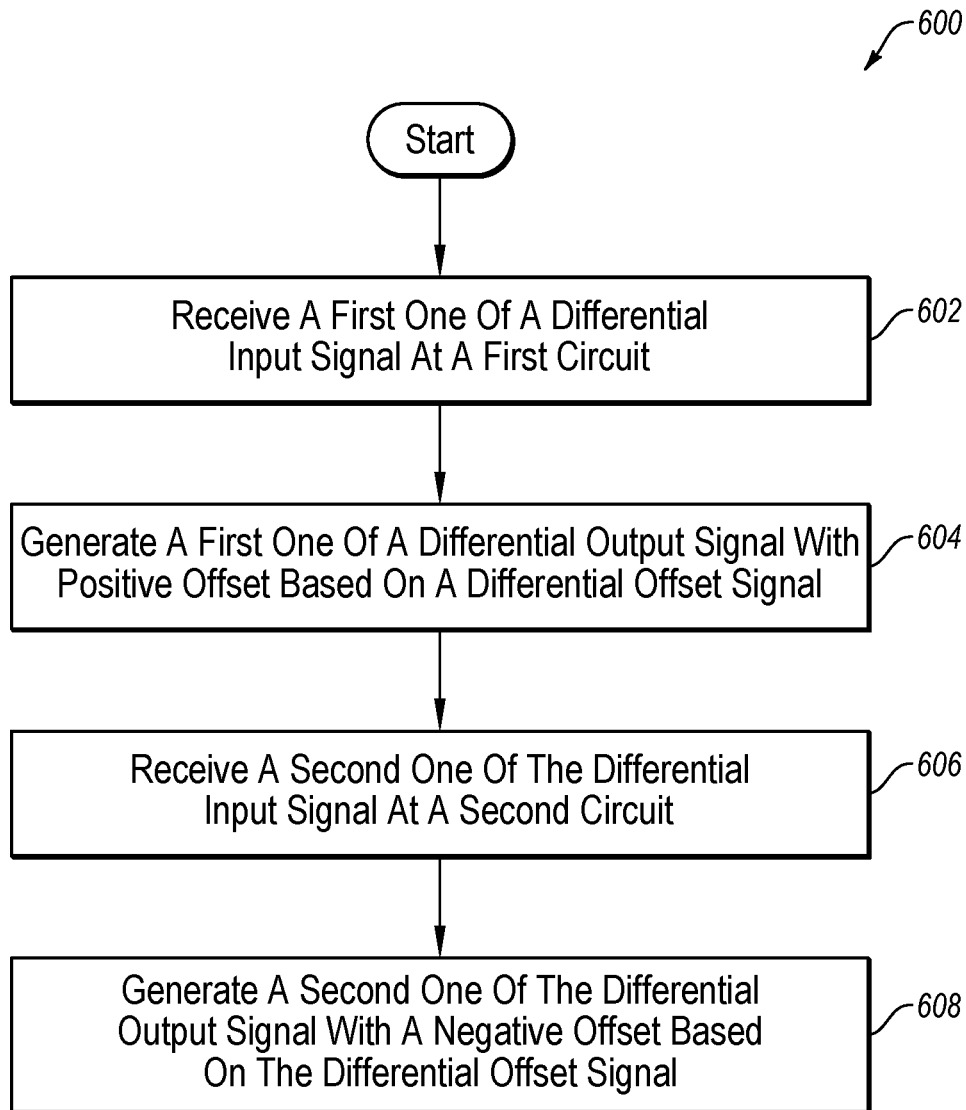 600
Start
Receive A First One Of A Differential
Input Signal At A First Circuit
602
Generate A First One Of A Differential Output Signal With
Positive Offset Based On A Differential Offset Signal
604
Receive A Second One Of The Differential
Input Signal At A Second Circuit
606
Generate A Second One Of The Differential
Output Signal With A Negative Offset Based
On The Differential Offset Signal
608